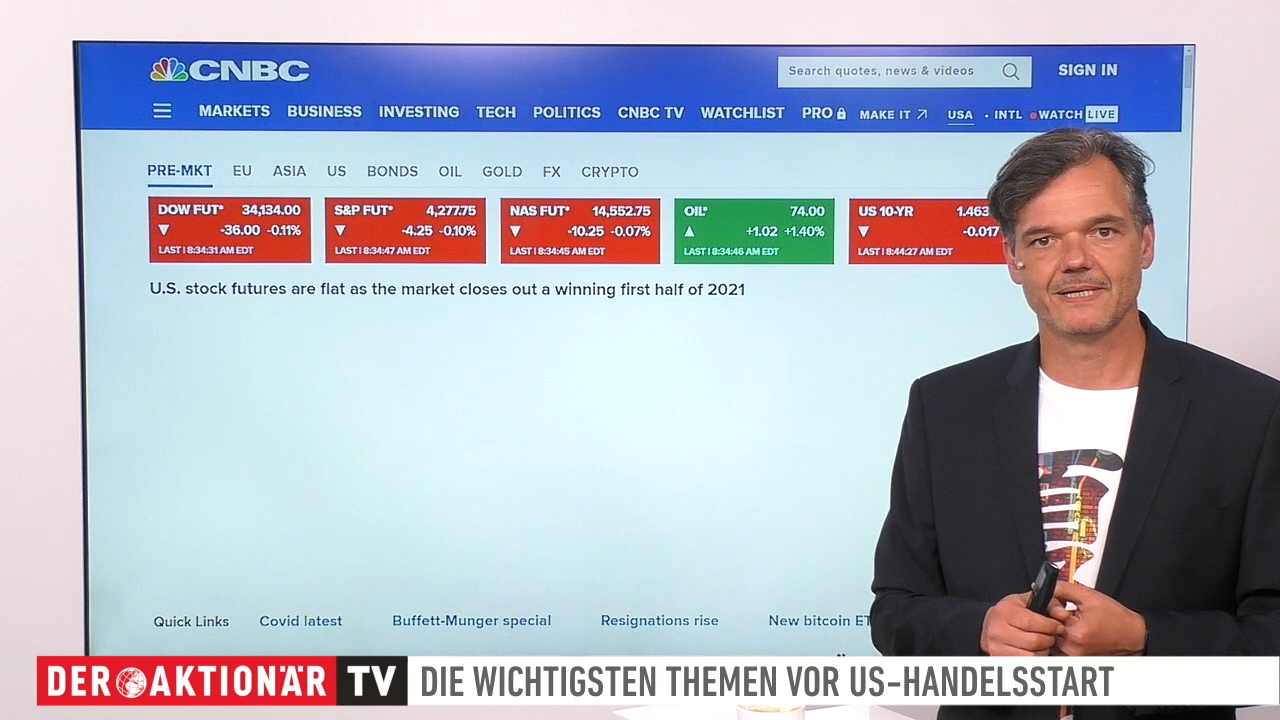 CNBC
Search quotes, news & videos
SIGN IN
MARKETS BUSINESS INVESTING TECH POLITICS CNBC TV WATCHLIST PRO MAKE IT USA • INTL WATCH LIVE
PRE-MKT EU ASIA US BONDS OIL GOLD FX CRYPTO
DOW FUT* 34,134.00
▼ -36.00 -0.11%
LAST | 8:34:31 AM EDT
S&P FUT* 4,277.75
▼ -4.25 -0.10%
LAST | 8:34:47 AM EDT
NAS FUT* 14,552.75
▼ -10.25 -0.07%
LAST | 8:34:45 AM EDT
OIL* 74.00
▲ +1.02 +1.40%
LAST | 8:34:46 AM EDT
US 10-YR 1.463
▼ -0.017
LAST | 8:44:27 AM EDT
U.S. stock futures are flat as the market closes out a winning first half of 2021
Quick Links Covid latest Buffett-Munger special Resignations rise New bitcoin
DER AKTIONÄR TV DIE WICHTIGSTEN THEMEN VOR US-HANDELSSTART